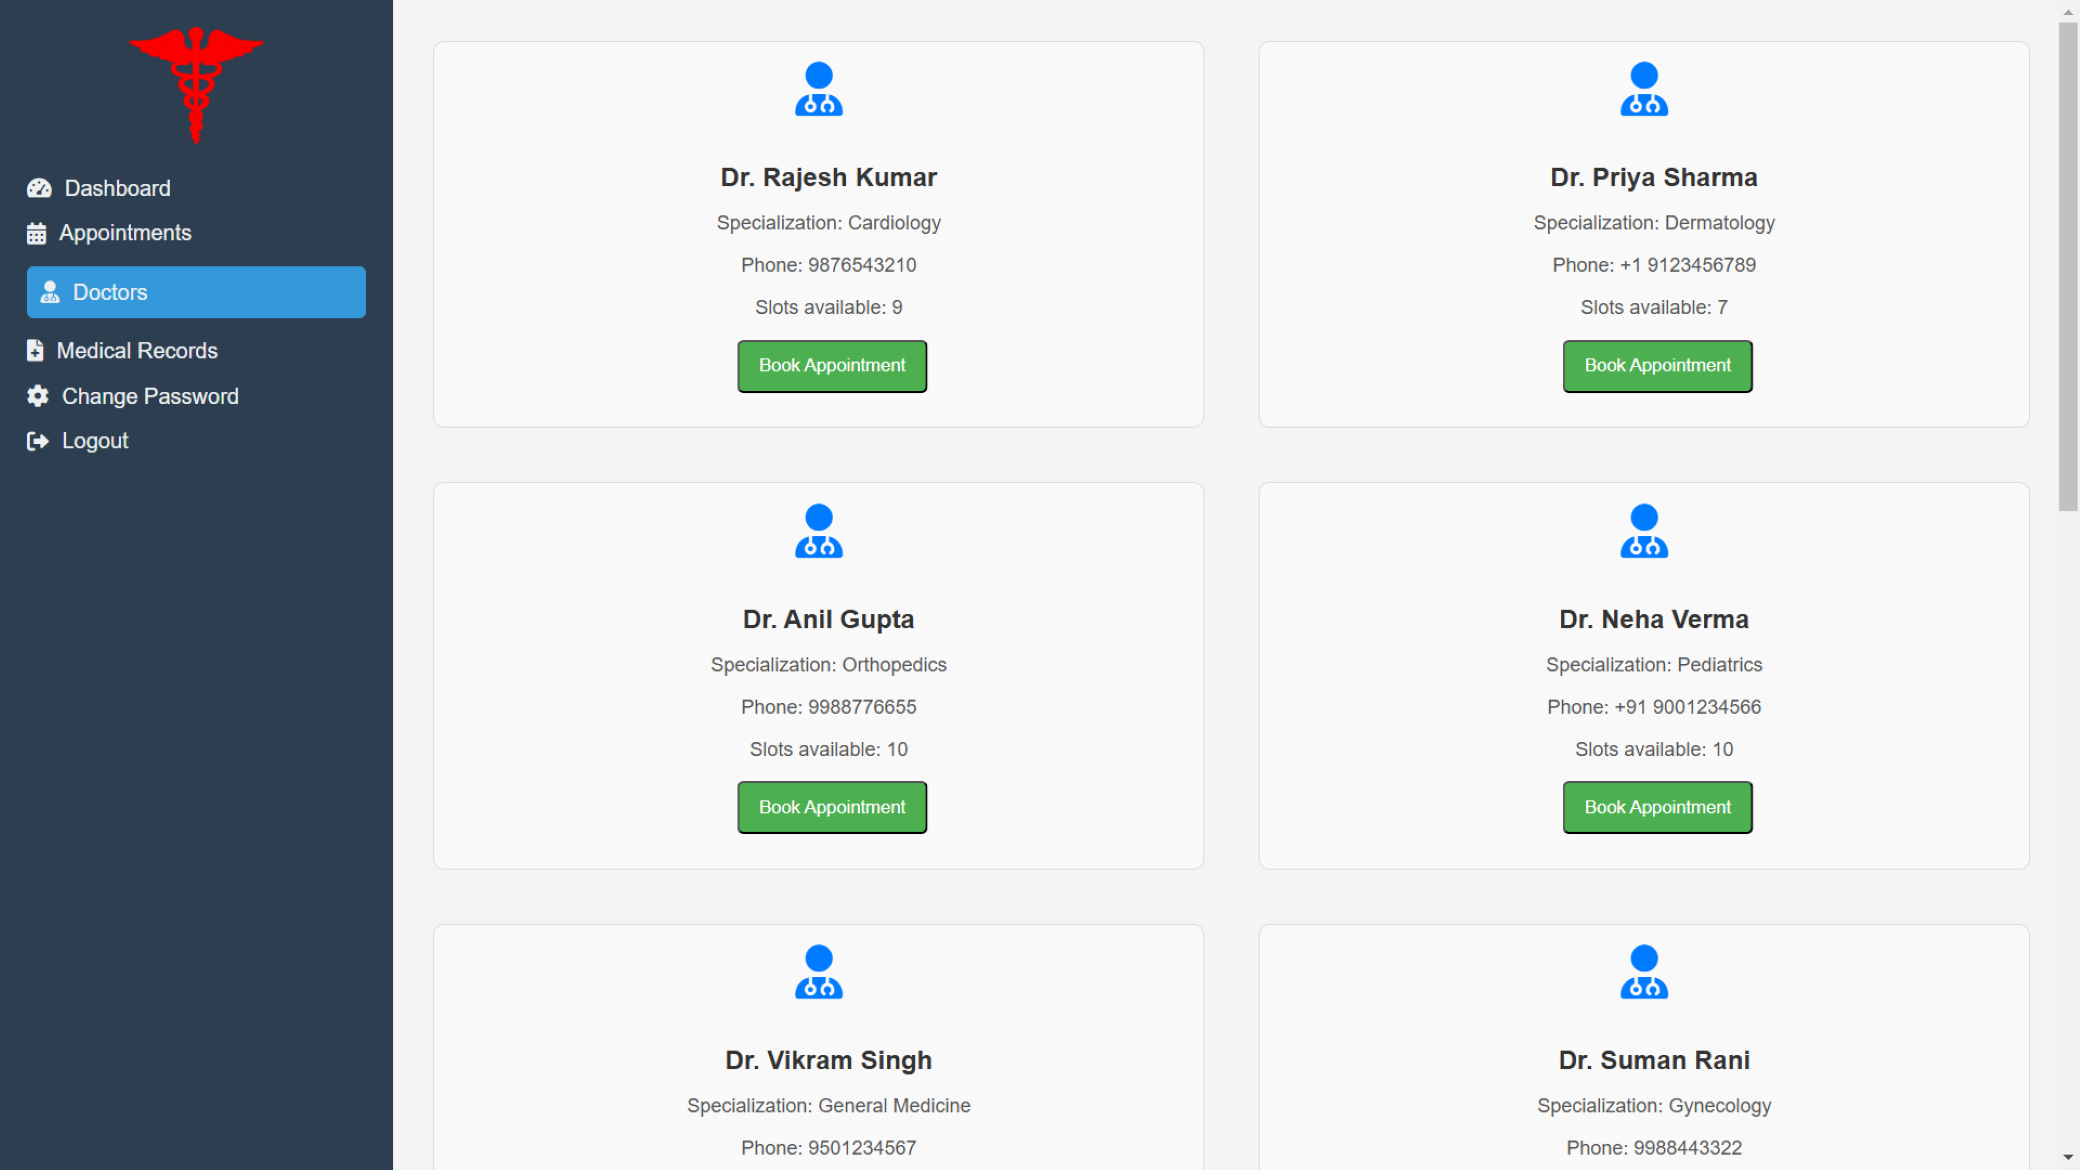 Dashboard
Appointments
Doctors
Medical Records
Change Password
Logout
Dr. Rajesh Kumar
Specialization: Cardiology
Phone: 9876543210
Slots available: 9
Book Appointment
Dr. Priya Sharma
Specialization: Dermatology
Phone: +1 9123456789
Slots available: 7
Book Appointment
Dr. Anil Gupta
Specialization: Orthopedics
Phone: 9988776655
Slots available: 10
Book Appointment
Dr. Neha Verma
Specialization: Pediatrics
Phone: +91 9001234566
Slots available: 10
Book Appointment
Dr. Vikram Singh
Specialization: General Medicine
Phone: 9501234567
Dr. Suman Rani
Specialization: Gynecology
Phone: 9988443322